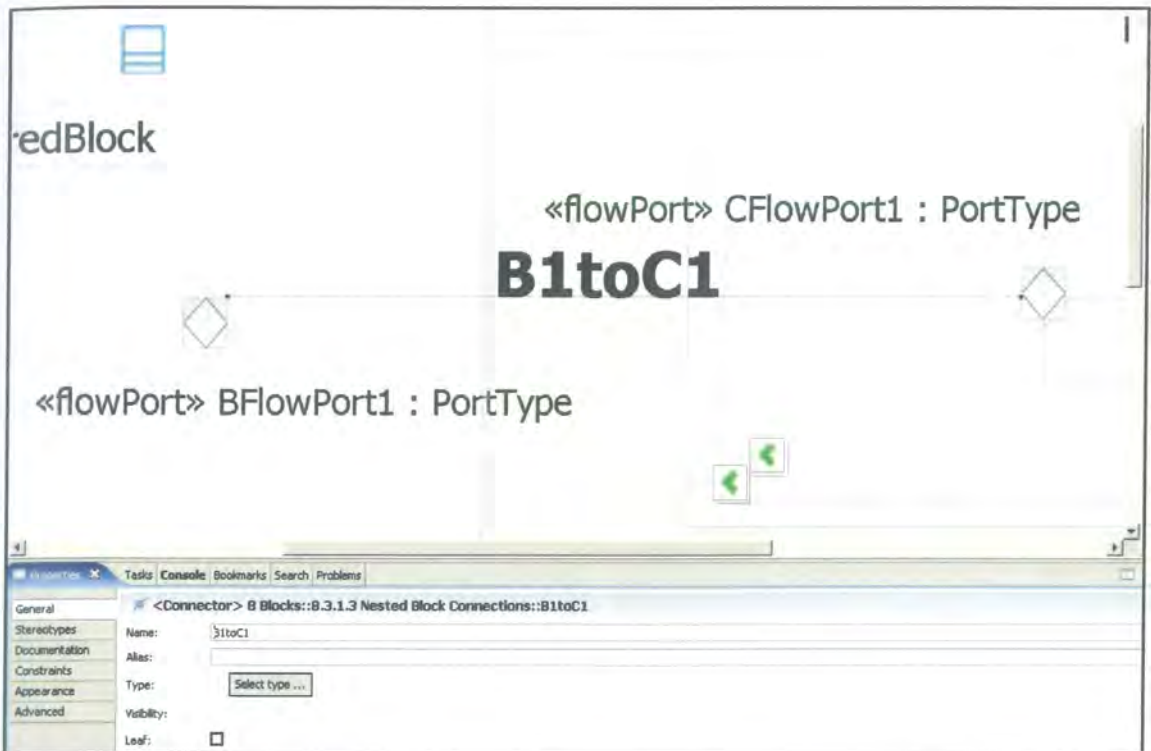 redBlock
«flowPort» CFlowPort1 : PortType
B1toC1
«flowPort» BFlowPort1 : PortType
Properties Tasks Console Bookmarks Search Problems
General
<Connector> 8 Blocks::8.3.1.3 Nested Block Connections::B1toC1
Stereotypes
Name: B1toC1
Documentation
Alias:
Constraints
Type: Select type ...
Appearance
Advanced
Visibility:
Leaf: